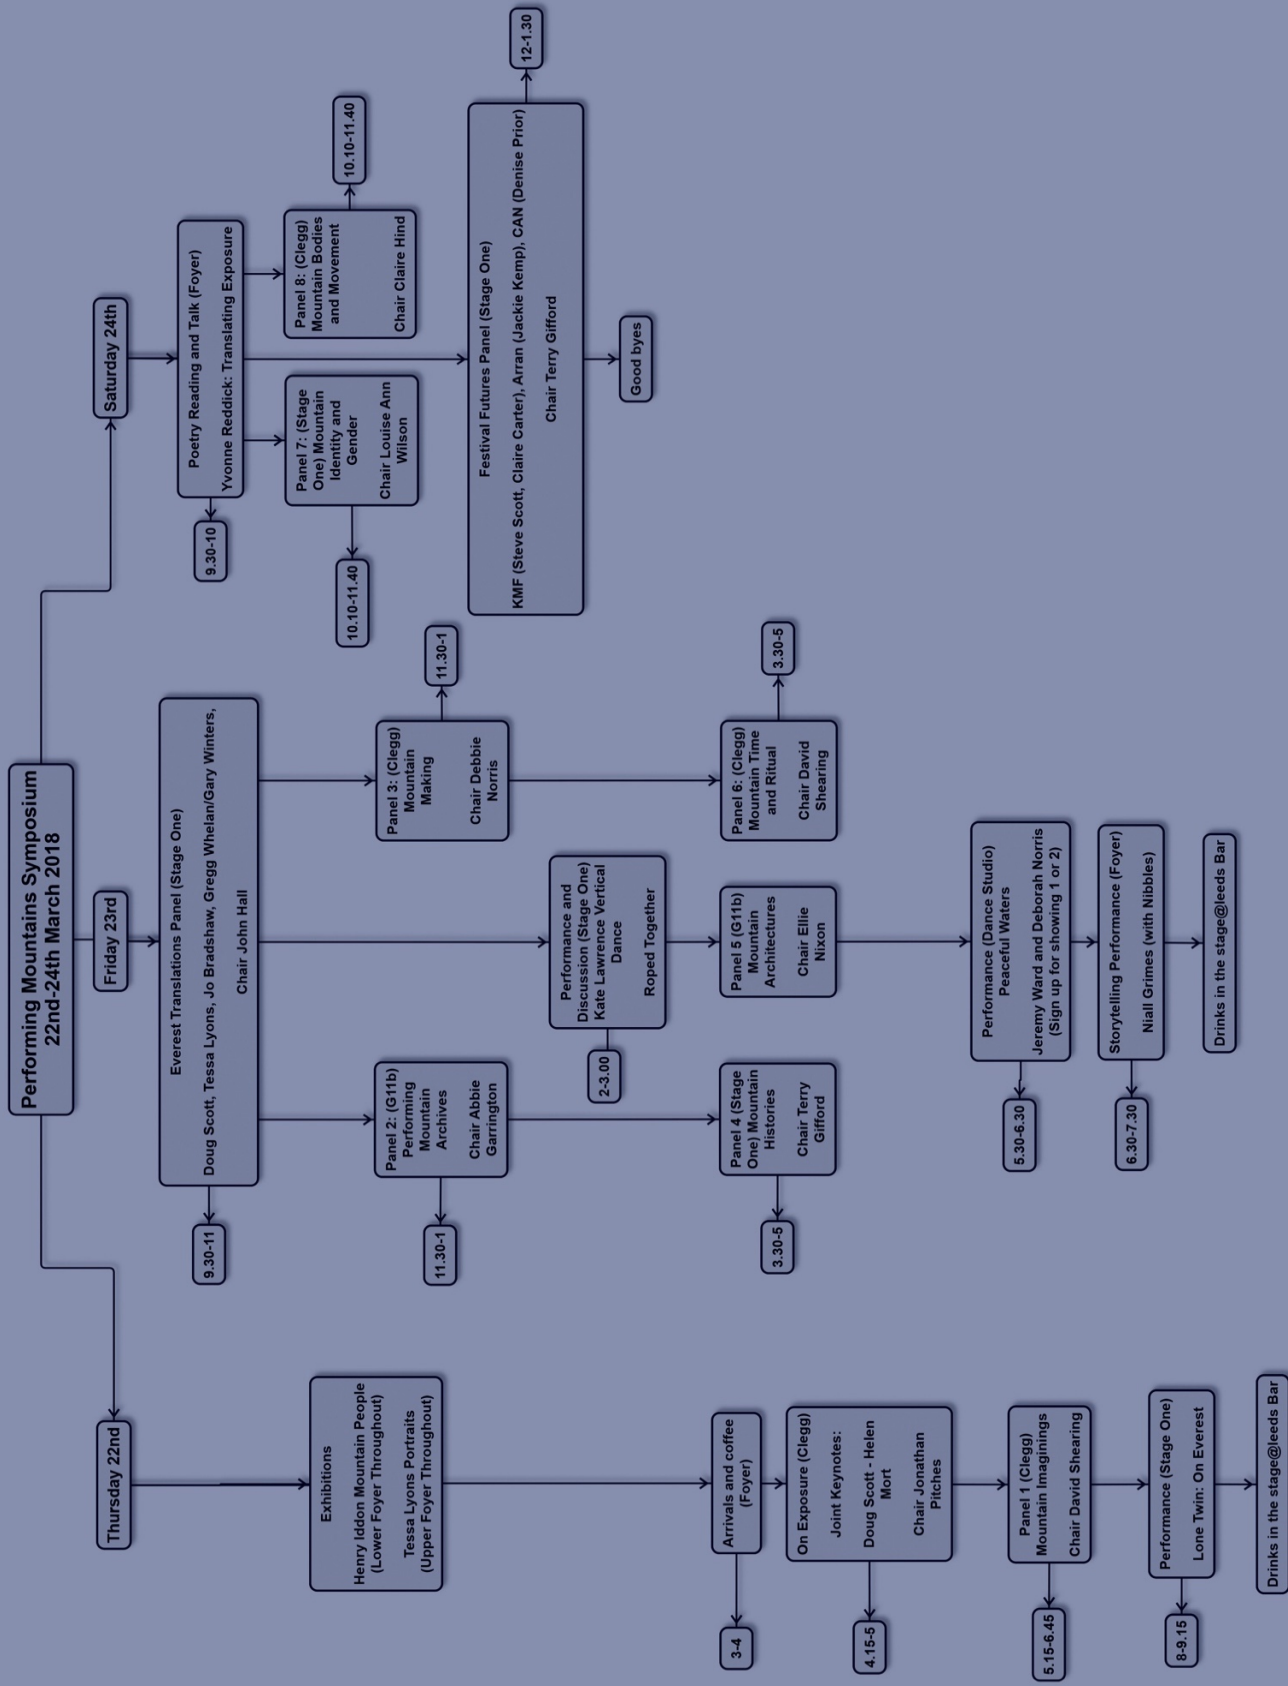 Performing Mountains Symposium
22nd-24th March 2018
Thursday 22nd
Exhibitions
Henry Iddon Mountain People
(Lower Foyer Throughout)
Tessa Lyons Portraits
(Upper Foyer Throughout)
Arrivals and coffee
(Foyer)
3-4
On Exposure (Clegg)
Joint Keynotes:
Doug Scott - Helen
Mort
Chair Jonathan
Pitches
4.15-5
Panel 1 (Clegg)
Mountain Imaginings
Chair David Shearing
5.15-6.45
Performance (Stage One)
Lone Twin: On Everest
8-9.15
Drinks in the stage@leeds Bar
Friday 23rd
Everest Translations Panel (Stage One)
Doug Scott, Tessa Lyons, Jo Bradshaw, Gregg Whelan/Gary Winters,
Chair John Hall
9.30-11
Panel 2: (G11b)
Performing
Mountain
Archives
Chair Abbie
Garrington
11.30-1
Panel 3: (Clegg)
Mountain
Making
Chair Debbie
Norris
11.30-1
Performance and
Discussion (Stage One)
Kate Lawrence Vertical
Dance
Roped Together
2-3.00
Panel 4 (Stage
One) Mountain
Histories
Chair Terry
Gifford
3.30-5
Panel 5 (G11b)
Mountain
Architectures
Chair Ellie
Nixon
Panel 6: (Clegg)
Mountain Time
and Ritual
Chair David
Shearing
3.30-5
Performance (Dance Studio)
Peaceful Waters
Jeremy Ward and Deborah Norris
(Sign up for showing 1 or 2)
5.30-6.30
Storytelling Performance (Foyer)
Niall Grimes (with Nibbles)
6.30-7.30
Drinks in the stage@leeds Bar
Saturday 24th
Poetry Reading and Talk (Foyer)
Yvonne Reddick: Translating Exposure
9.30-10
Panel 7: (Stage
One) Mountain
Identity and
Gender
Chair Louise Ann
Wilson
10.10-11.40
Panel 8: (Clegg)
Mountain Bodies
and Movement
Chair Claire Hind
10.10-11.40
Festival Futures Panel (Stage One)
KMF (Steve Scott, Claire Carter), Arran (Jackie Kemp), CAN (Denise Prior)
Chair Terry Gifford
12-1.30
Good byes